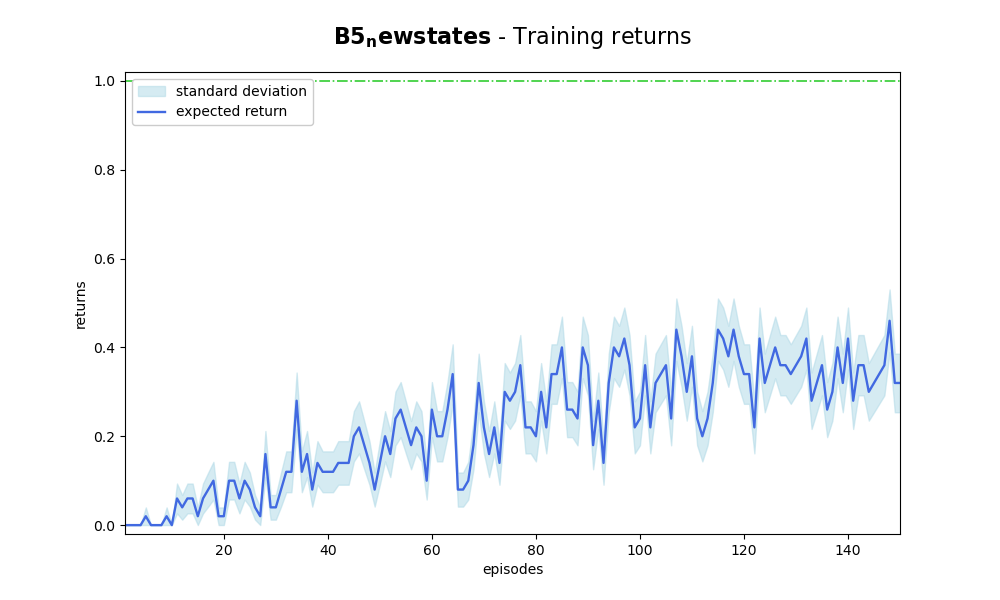 B5newstates - Training returns
1.0
standard deviation
expected return
0.8
0.6
returns
0.4
0.2
0.0
20 40 60 80 100 120 140
episodes